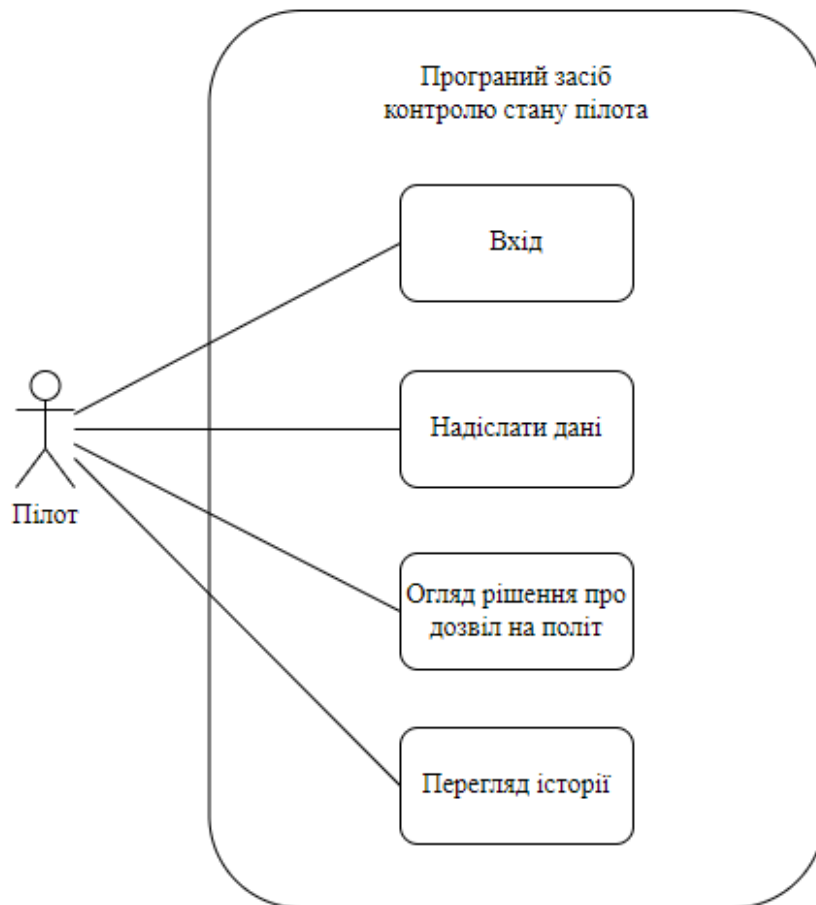 Програний засіб
контролю стану пілота
Вхід
Надіслати дані
Пілот
Огляд рішення про
дозвіл на політ
Перегляд історії